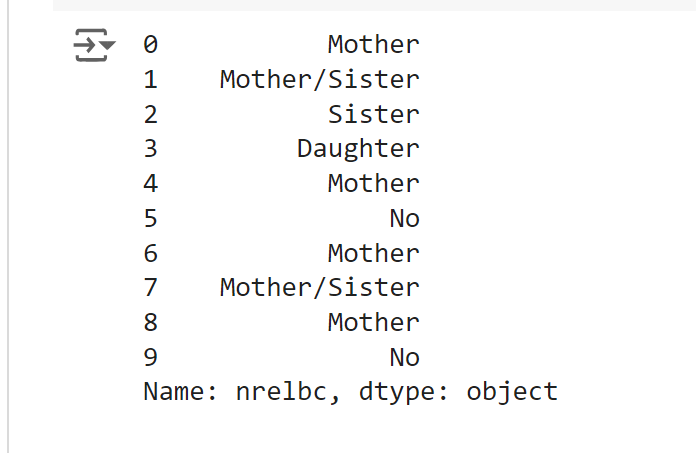 0 Mother
1 Mother/Sister
2 Sister
3 Daughter
4 Mother
5 No
6 Mother
7 Mother/Sister
8 Mother
9 No
Name: nrelbc, dtype: object